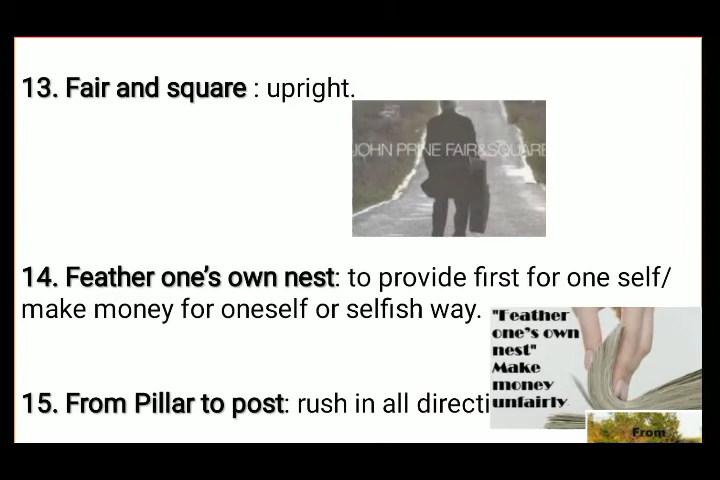 13. Fair and square : upright.
JOHN PRINE FAIR&SQUARE
14. Feather one's own nest: to provide first for one self/
make money for oneself or selfish way.
"Feather
one's own
nest"
Make
money
unfairly.
15. From Pillar to post: rush in all directi
From